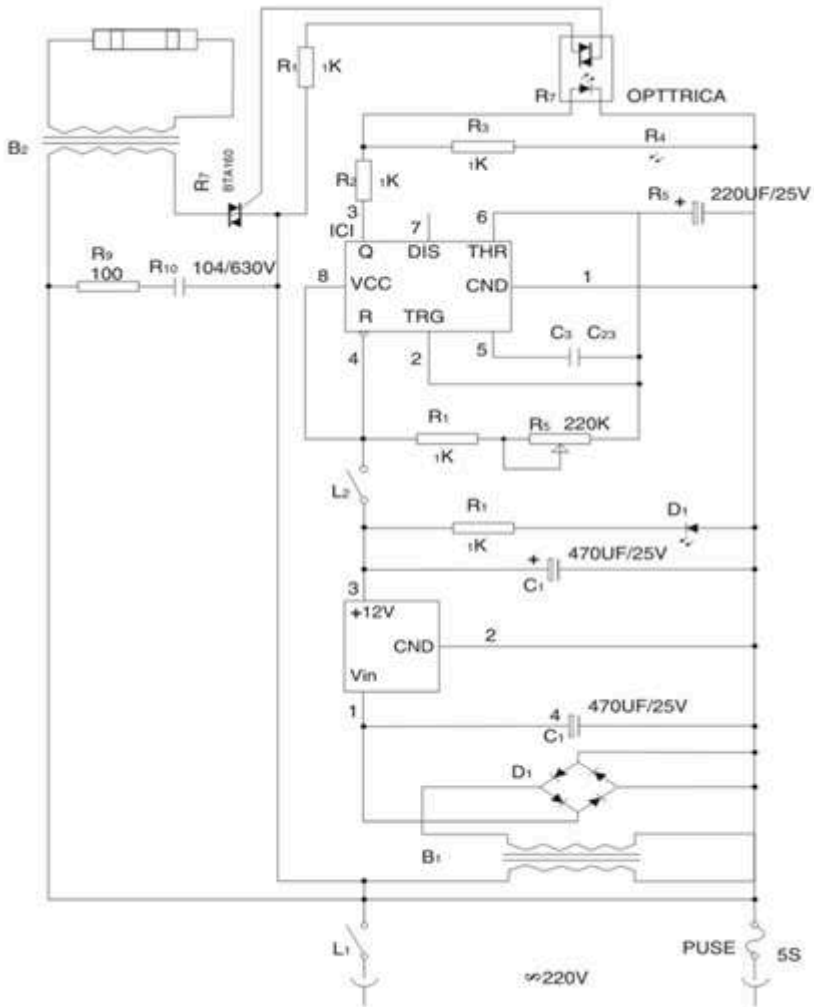 R1 1K
R7 OPTTRICA
B2
R7
BTA160
R3
1K
R4
R2 1K
R5 + 220UF/25V
3 7 6
ICI
Q DIS THR
R9
100
R10 104/630V
8 VCC CND 1
R TRG
4 2 5
C3 C23
R1
1K
R5 220K
L2
R1
1K
D1
+ 470UF/25V
C1
3
+12V
CND 2
Vin
1
4 470UF/25V
C1
D1
B1
L1
PUSE 5S
∽220V